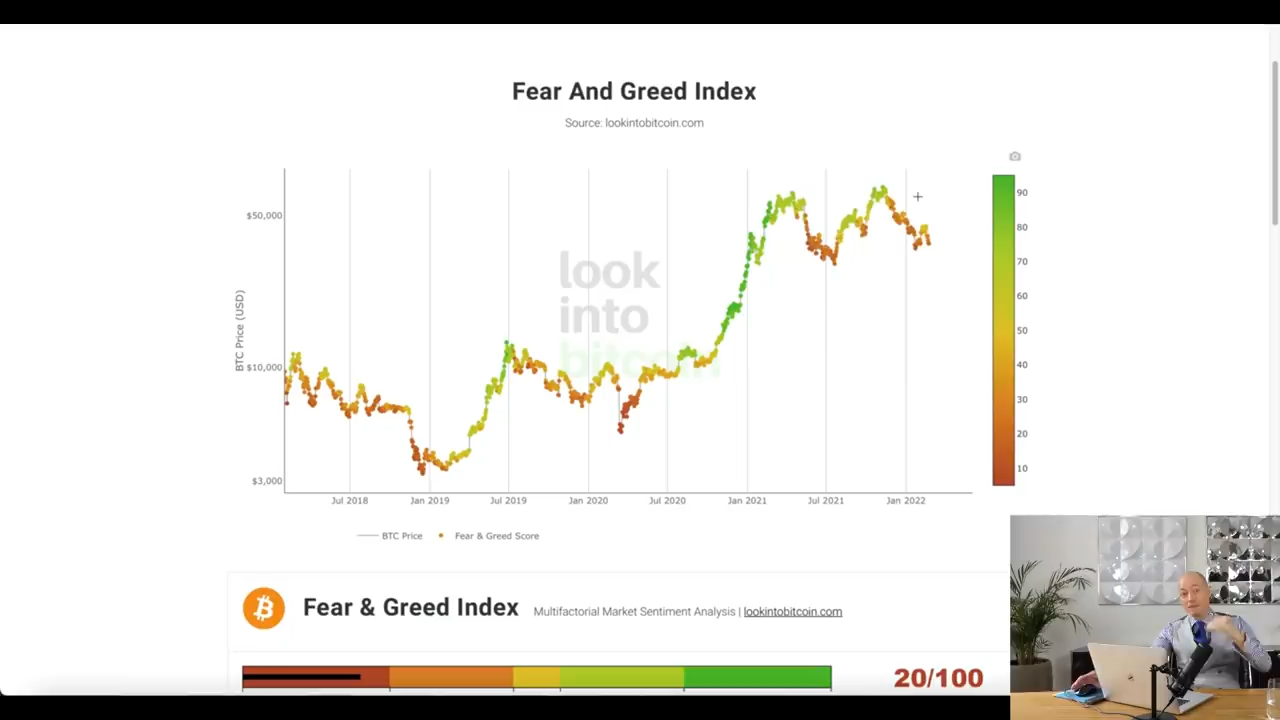 Fear And Greed Index
Source: lookintobitcoin.com
look
into
bitcoin
BTC Price (USD)
$50,000
$10,000
$3,000
Jul 2018 Jan 2019 Jul 2019 Jan 2020 Jul 2020 Jan 2021 Jul 2021 Jan 2022
90
80
70
60
50
40
30
20
10
BTC Price Fear & Greed Score
Fear & Greed Index Multifactorial Market Sentiment Analysis | lookintobitcoin.com
20/100